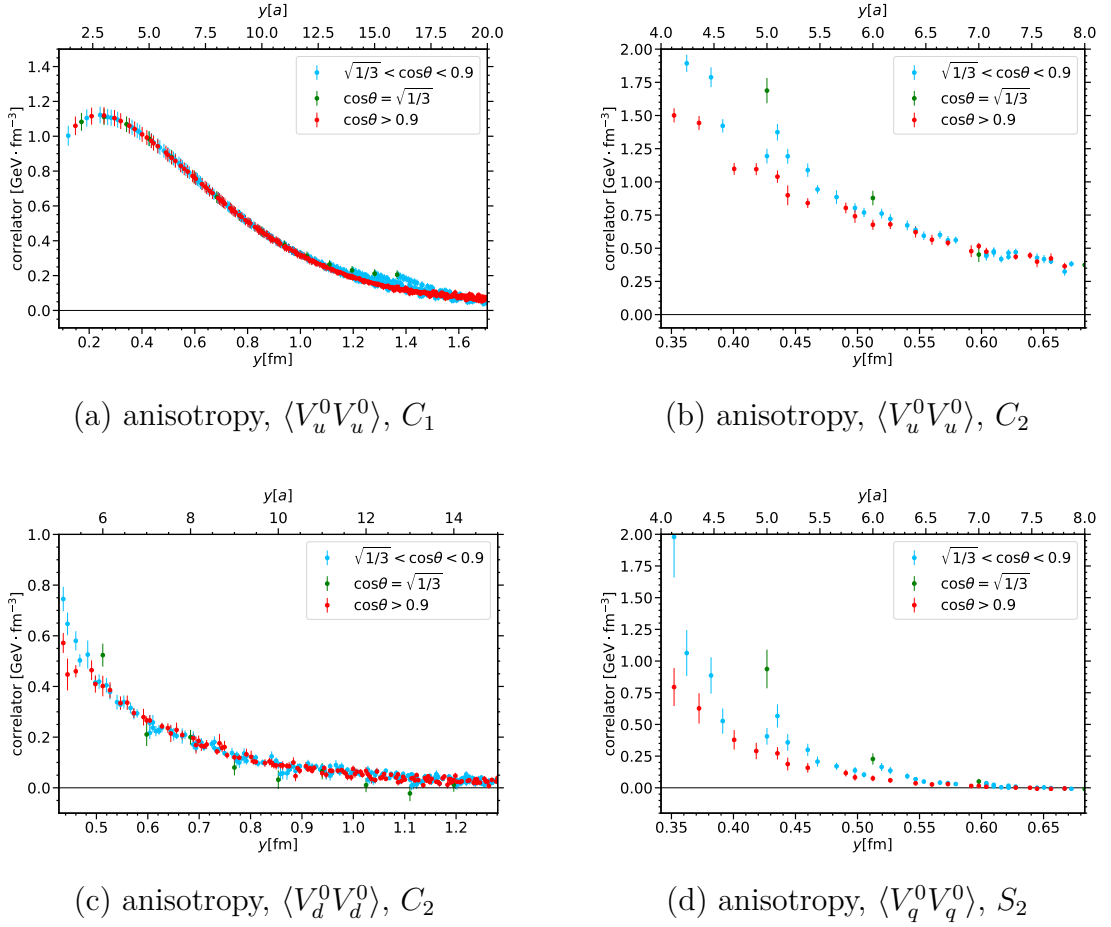 y[a]
2.5 5.0 7.5 10.0 12.5 15.0 17.5 20.0
√1/3 < cosθ < 0.9
cosθ = √1/3
cosθ > 0.9
correlator [GeV · fm⁻³]
1.4
1.2
1.0
0.8
0.6
0.4
0.2
0.0
0.2 0.4 0.6 0.8 1.0 1.2 1.4 1.6
y[fm]
(a) anisotropy, ⟨V⁰ᵤV⁰ᵤ⟩, C₁
y[a]
4.0 4.5 5.0 5.5 6.0 6.5 7.0 7.5 8.0
√1/3 < cosθ < 0.9
cosθ = √1/3
cosθ > 0.9
correlator [GeV · fm⁻³]
2.00
1.75
1.50
1.25
1.00
0.75
0.50
0.25
0.00
0.35 0.40 0.45 0.50 0.55 0.60 0.65
y[fm]
(b) anisotropy, ⟨V⁰ᵤV⁰ᵤ⟩, C₂
y[a]
6 8 10 12 14
√1/3 < cosθ < 0.9
cosθ = √1/3
cosθ > 0.9
correlator [GeV · fm⁻³]
1.0
0.8
0.6
0.4
0.2
0.0
0.5 0.6 0.7 0.8 0.9 1.0 1.1 1.2
y[fm]
(c) anisotropy, ⟨V_d⁰V_d⁰⟩, C₂
y[a]
4.0 4.5 5.0 5.5 6.0 6.5 7.0 7.5 8.0
√1/3 < cosθ < 0.9
cosθ = √1/3
cosθ > 0.9
correlator [GeV · fm⁻³]
2.00
1.75
1.50
1.25
1.00
0.75
0.50
0.25
0.00
0.35 0.40 0.45 0.50 0.55 0.60 0.65
y[fm]
(d) anisotropy, ⟨V_q⁰V_q⁰⟩, S₂